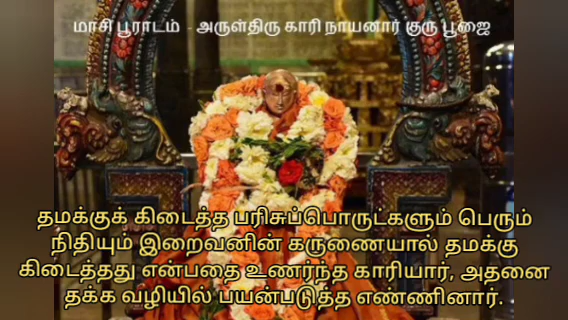 மாசி பூராடம் - அருள்திரு காரி நாயனார் குரு பூஜை
தமக்குக் கிடைத்த பரிசுப்பொருட்களும் பெரும்
நிதியும் இறைவனின் கருணையால் தமக்கு
கிடைத்தது என்பதை உணர்ந்த காரியார், அதனை
தக்க வழியில் பயன்படுத்த எண்ணினார்.